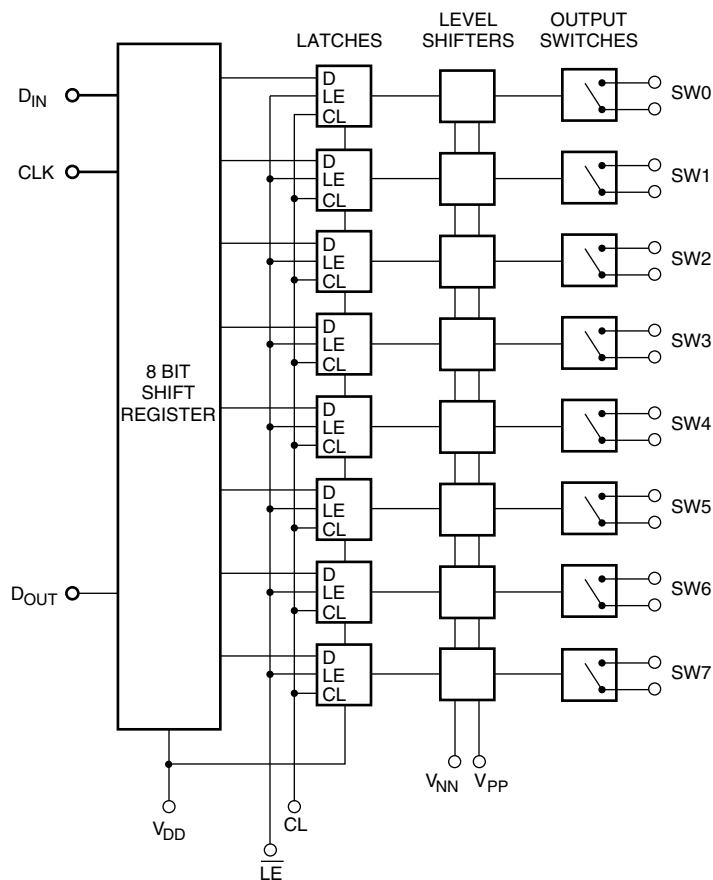 LATCHES
LEVEL
SHIFTERS
OUTPUT
SWITCHES
D_IN
CLK
8 BIT
SHIFT
REGISTER
D_OUT
D
LE
CL
SW0
D
LE
CL
SW1
D
LE
CL
SW2
D
LE
CL
SW3
D
LE
CL
SW4
D
LE
CL
SW5
D
LE
CL
SW6
D
LE
CL
SW7
V_NN
V_PP
V_DD
CL
L̅E̅